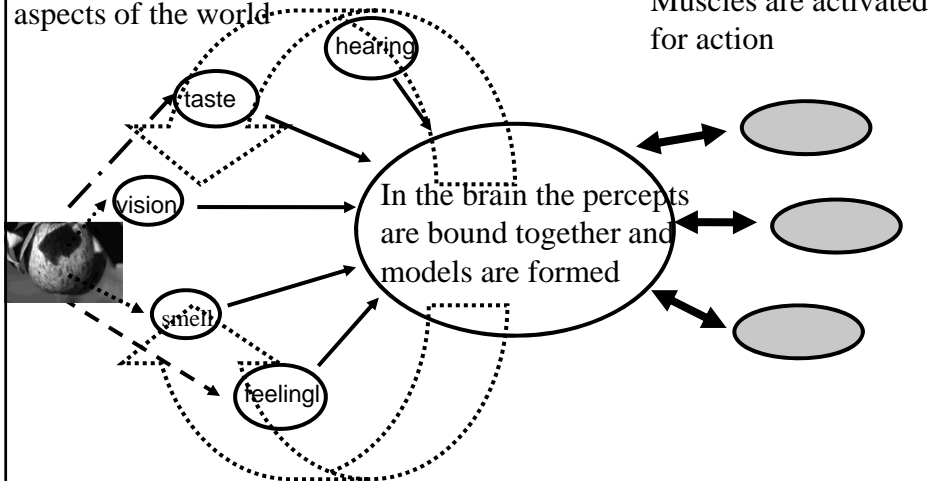 aspects of the world
Muscles are activated
for action
hearing
taste
vision
In the brain the percepts
are bound together and
models are formed
smell
feelingl